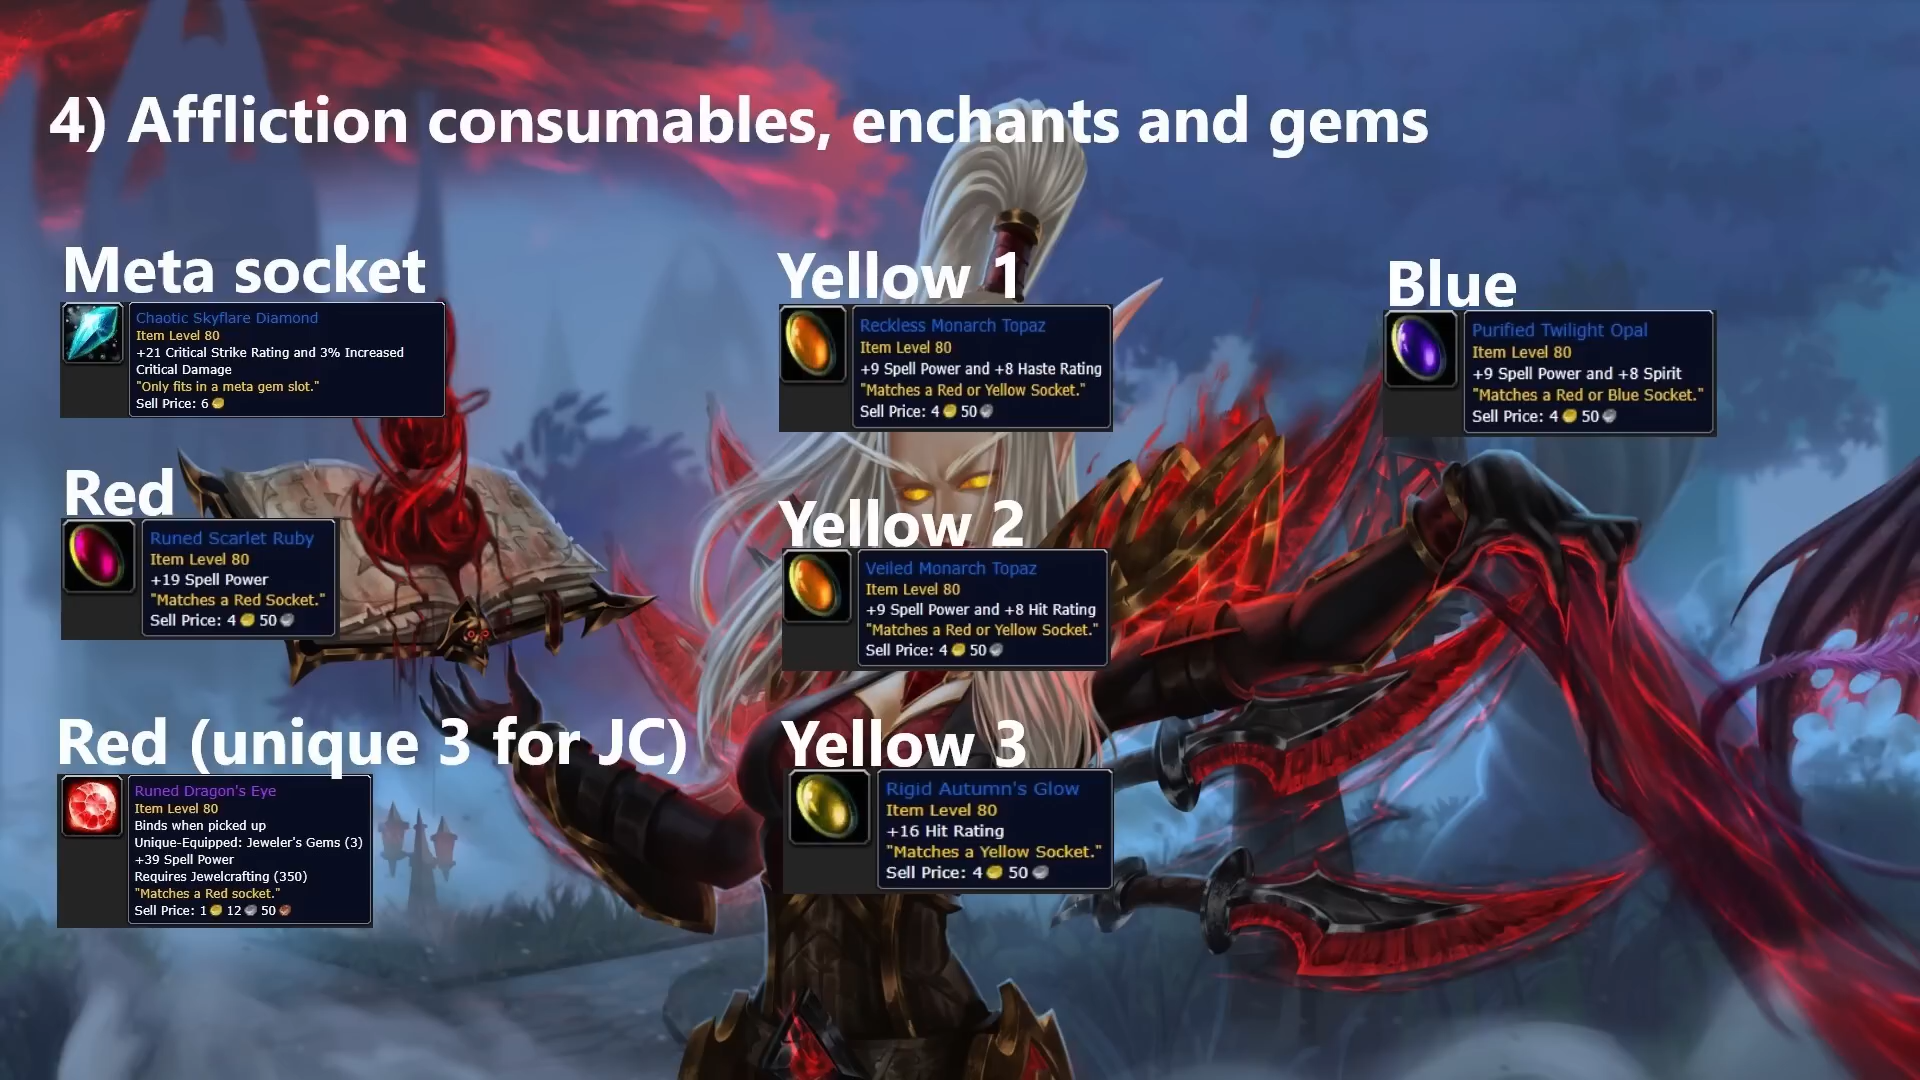 4) Affliction consumables, enchants and gems
Meta socket
Chaotic Skyflare Diamond
Item Level 80
+21 Critical Strike Rating and 3% Increased
Critical Damage
"Only fits in a meta gem slot."
Sell Price: 6
Red
Runed Scarlet Ruby
Item Level 80
+19 Spell Power
"Matches a Red Socket."
Sell Price: 4 50
Red (unique 3 for JC)
Runed Dragon's Eye
Item Level 80
Binds when picked up
Unique-Equipped: Jeweler's Gems (3)
+39 Spell Power
Requires Jewelcrafting (350)
"Matches a Red socket."
Sell Price: 1 12 50
Yellow 1
Reckless Monarch Topaz
Item Level 80
+9 Spell Power and +8 Haste Rating
"Matches a Red or Yellow Socket."
Sell Price: 4 50
Yellow 2
Veiled Monarch Topaz
Item Level 80
+9 Spell Power and +8 Hit Rating
"Matches a Red or Yellow Socket."
Sell Price: 4 50
Yellow 3
Rigid Autumn's Glow
Item Level 80
+16 Hit Rating
"Matches a Yellow Socket."
Sell Price: 4 50
Blue
Purified Twilight Opal
Item Level 80
+9 Spell Power and +8 Spirit
"Matches a Red or Blue Socket."
Sell Price: 4 50